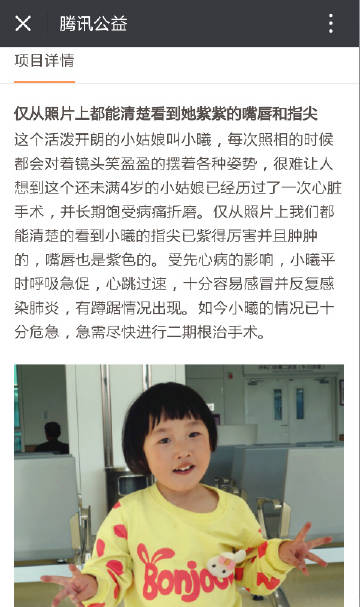 腾讯公益
项目详情
仅从照片上都能清楚看到她紫紫的嘴唇和指尖
这个活泼开朗的小姑娘叫小曦，每次照相的时候
都会对着镜头笑盈盈的摆着各种姿势，很难让人
想到这个还未满4岁的小姑娘已经历过了一次心脏
手术，并长期饱受病痛折磨。仅从照片上我们都
能清楚的看到小曦的指尖已紫得厉害并且肿肿
的，嘴唇也是紫色的。受先心病的影响，小曦平
时呼吸急促，心跳过速，十分容易感冒并反复感
染肺炎，有蹲踞情况出现。如今小曦的情况已十
分危急，急需尽快进行二期根治手术。
Bonjou